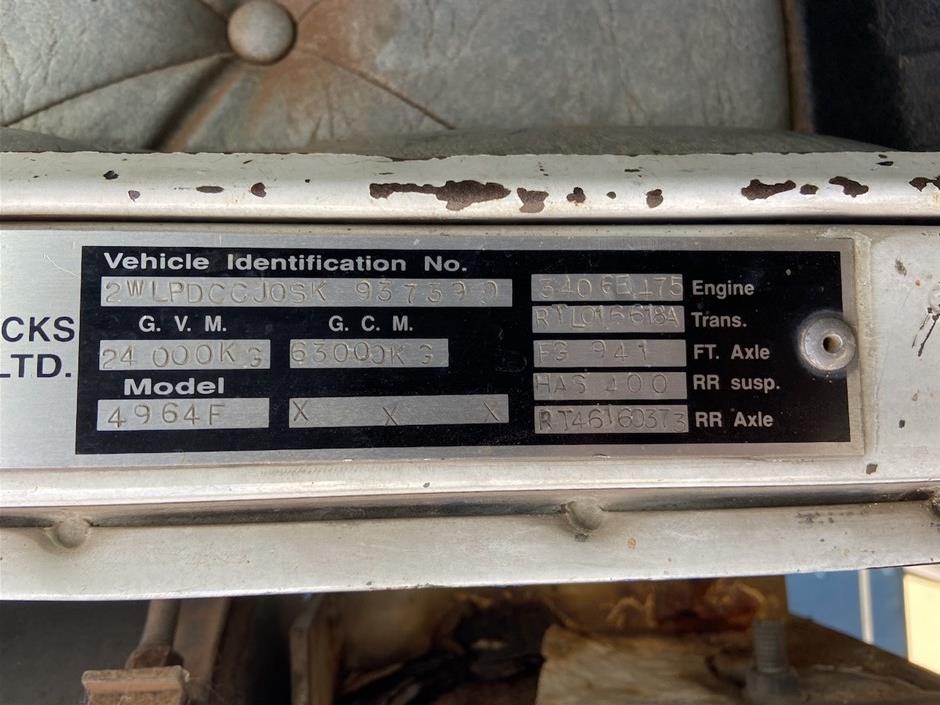 CKS
LTD.
Vehicle Identification No.
2WLPDCCJ0SK 937390
G. V. M. G. C. M.
24 000KG 63000KG
Model
4964F X X X
3406E.475 Engine
RTLO16618A Trans.
FG 941 FT. Axle
HAS 400 RR susp.
RT46160373 RR Axle